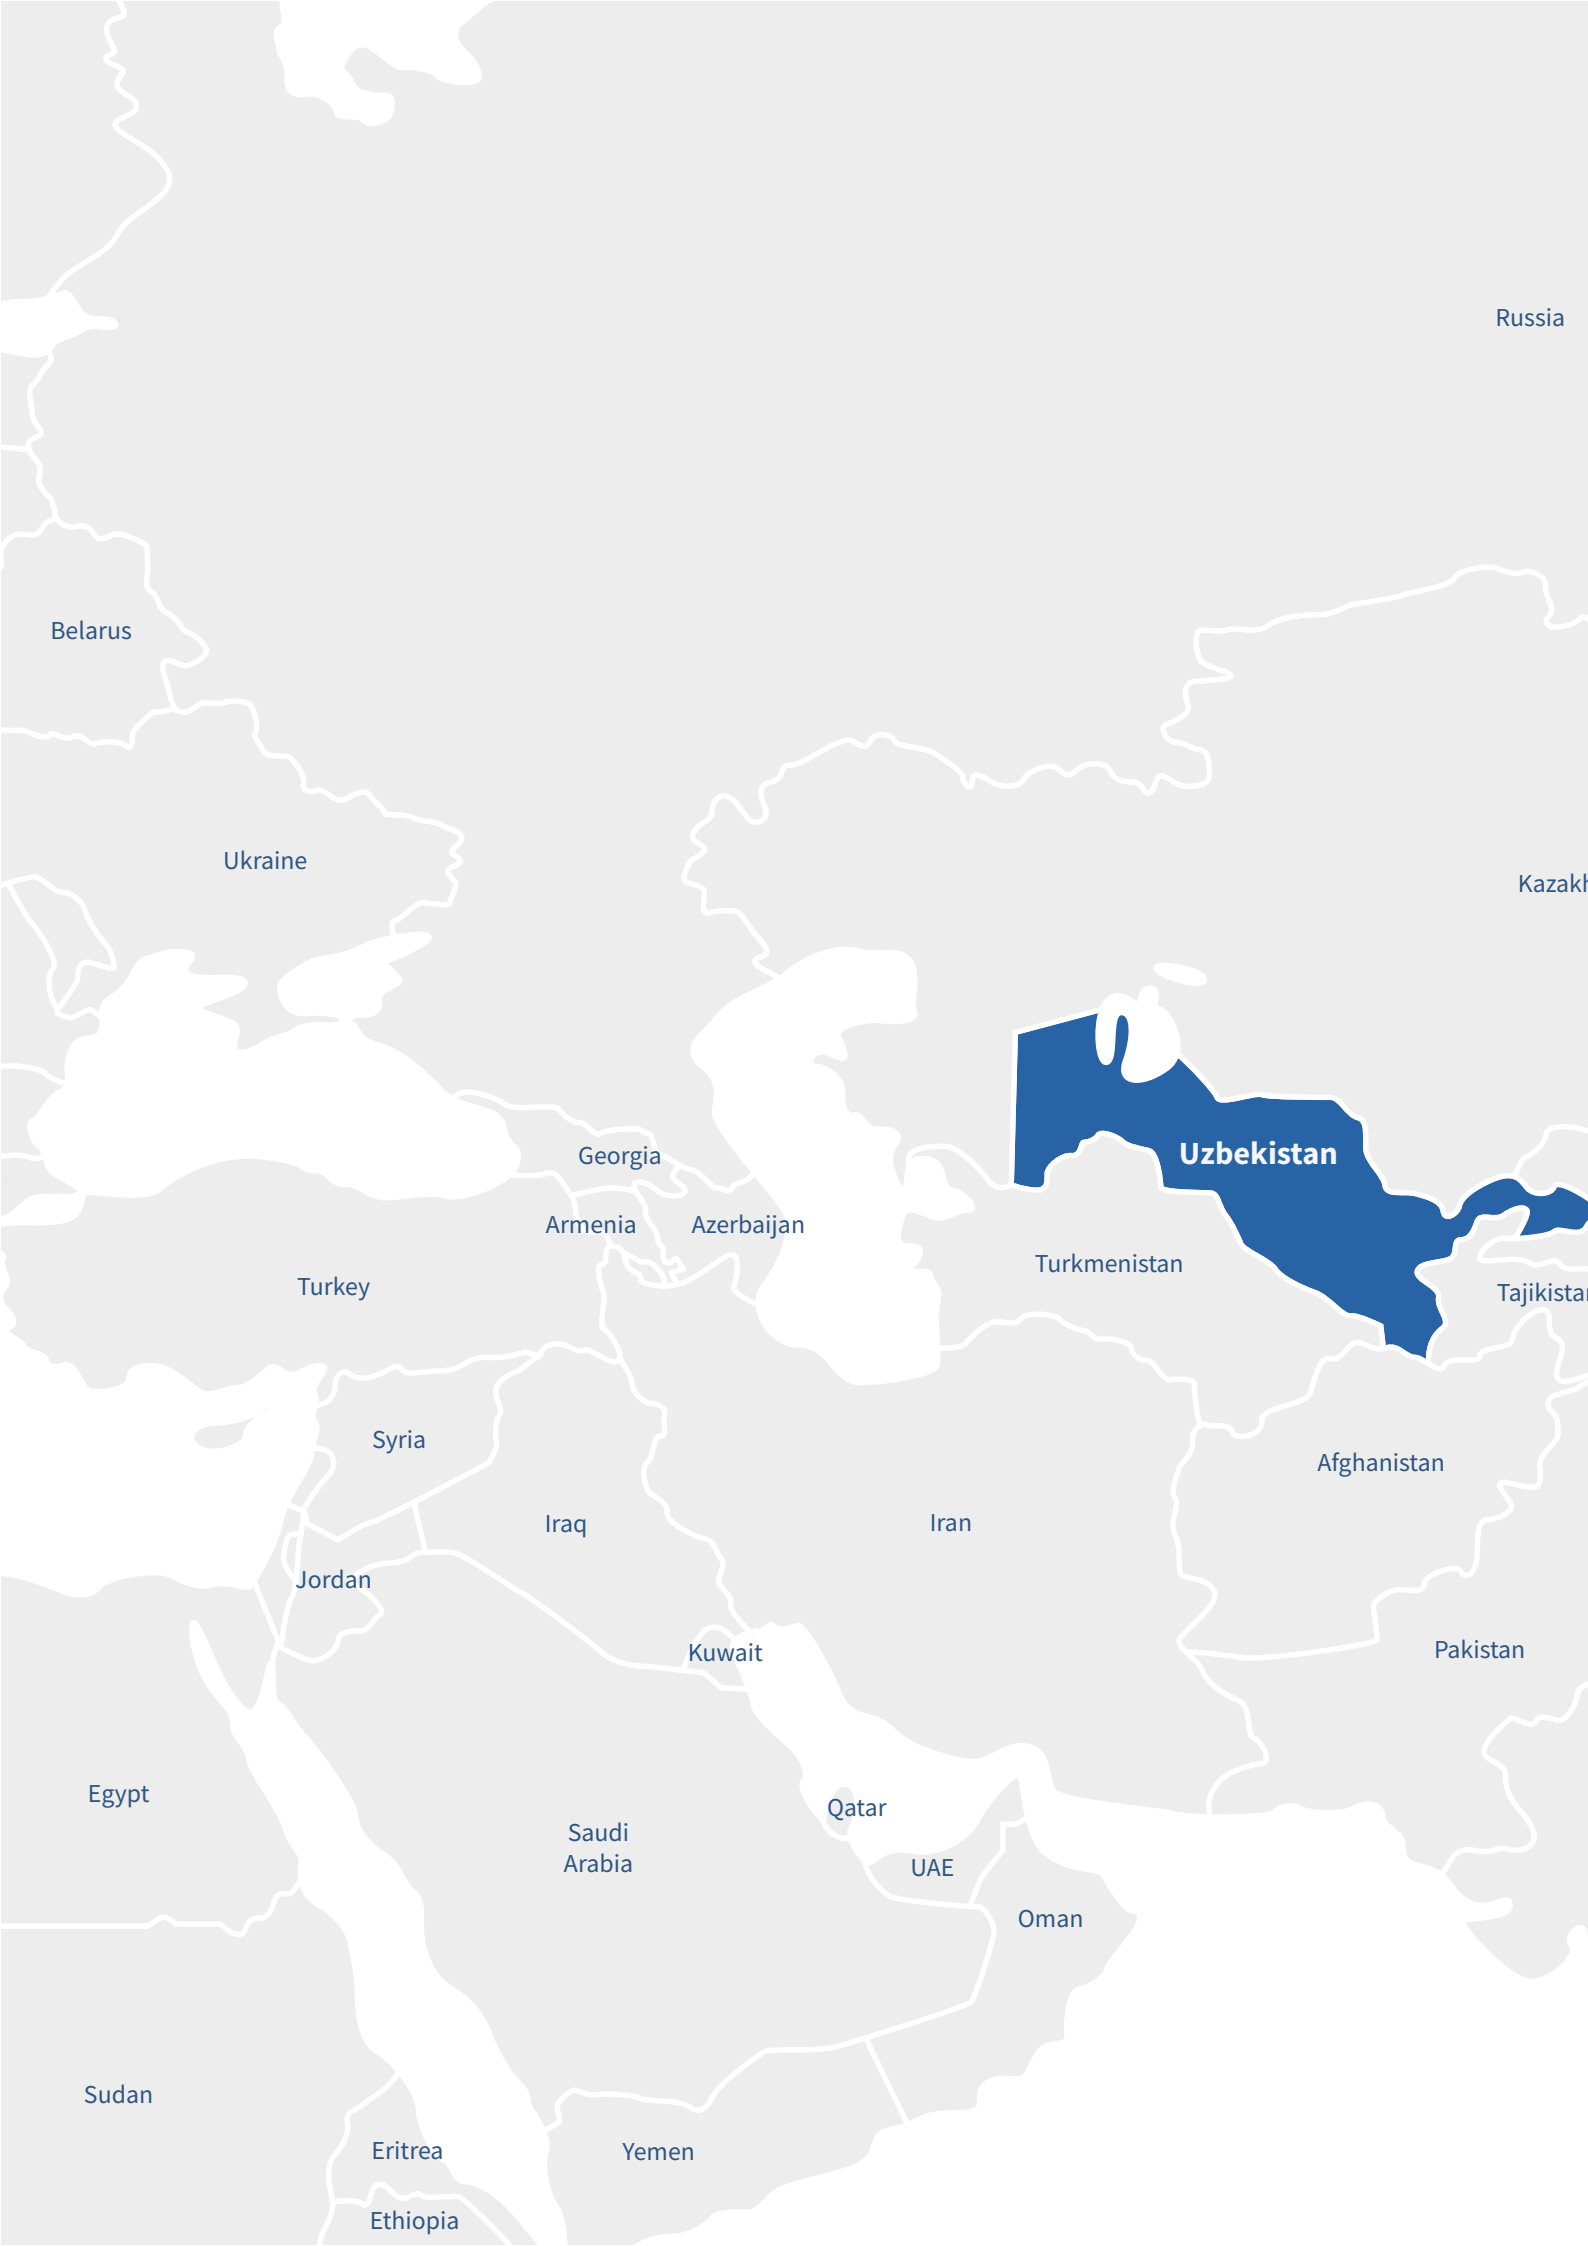 Russia
Belarus
Ukraine
Kazakh
Georgia
Uzbekistan
Armenia
Azerbaijan
Turkmenistan
Turkey
Tajikistan
Syria
Afghanistan
Iraq
Iran
Jordan
Kuwait
Pakistan
Egypt
Qatar
Saudi
Arabia
UAE
Oman
Sudan
Eritrea
Yemen
Ethiopia